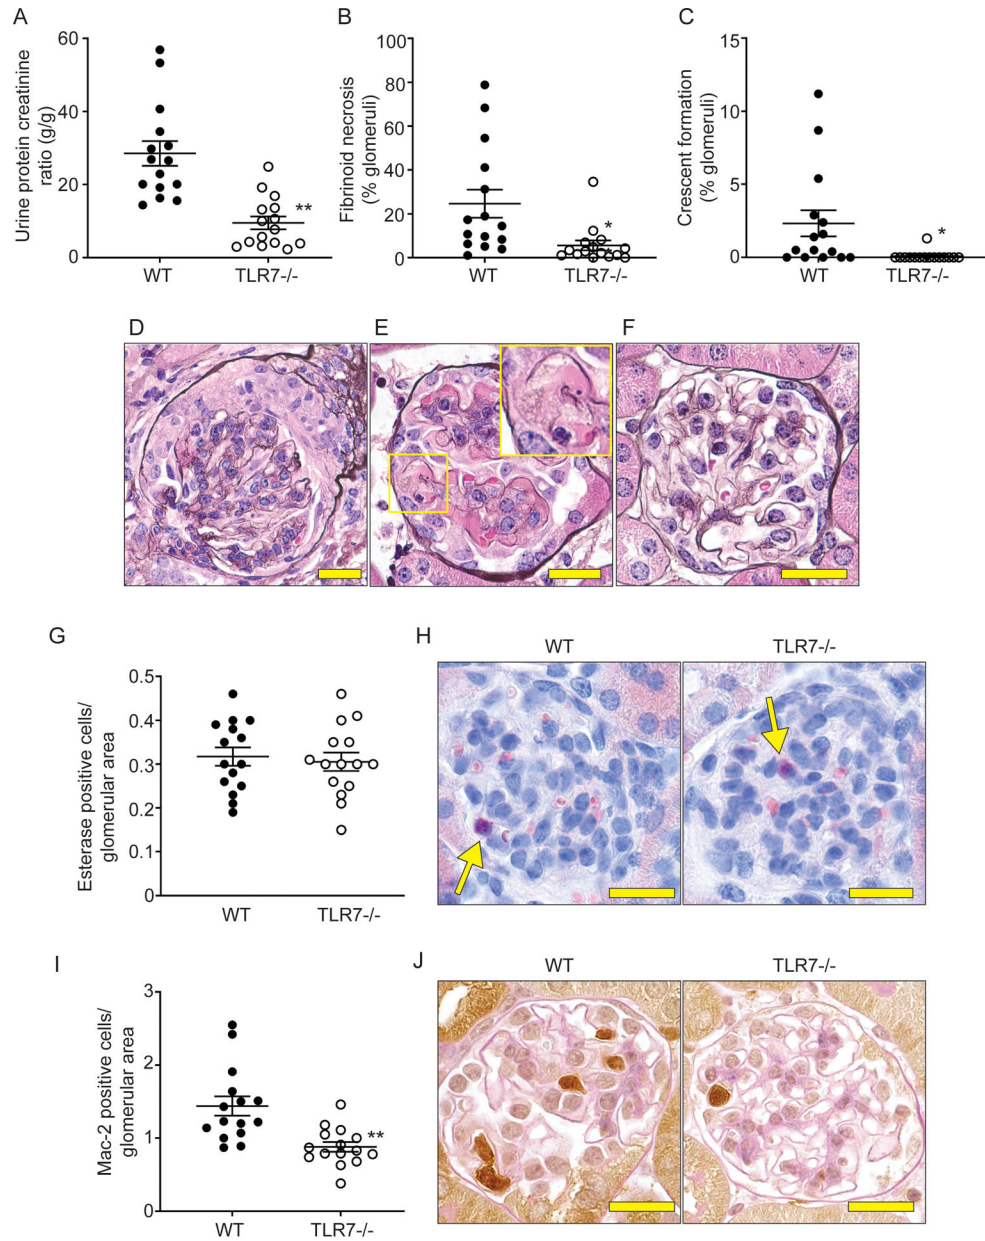 A
Urine protein creatinine
ratio (g/g)
60
40
20
0
**
WT
TLR7-/-
B
Fibrinoid necrosis
(% glomeruli)
100
80
60
40
20
0
*
*
WT
TLR7-/-
C
Crescent formation
(% glomeruli)
15
10
5
0
*
WT
TLR7-/-
D
E
F
G
Esterase positive cells/
glomerular area
0.5
0.4
0.3
0.2
0.1
0
WT
TLR7-/-
H
WT
TLR7-/-
I
Mac-2 positive cells/
glomerular area
3
2
1
0
**
WT
TLR7-/-
J
WT
TLR7-/-